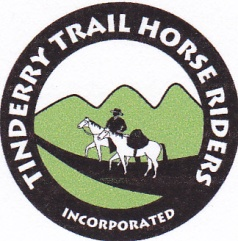 TINDERRY TRAIL HORSE RIDERS
INCORPORATED